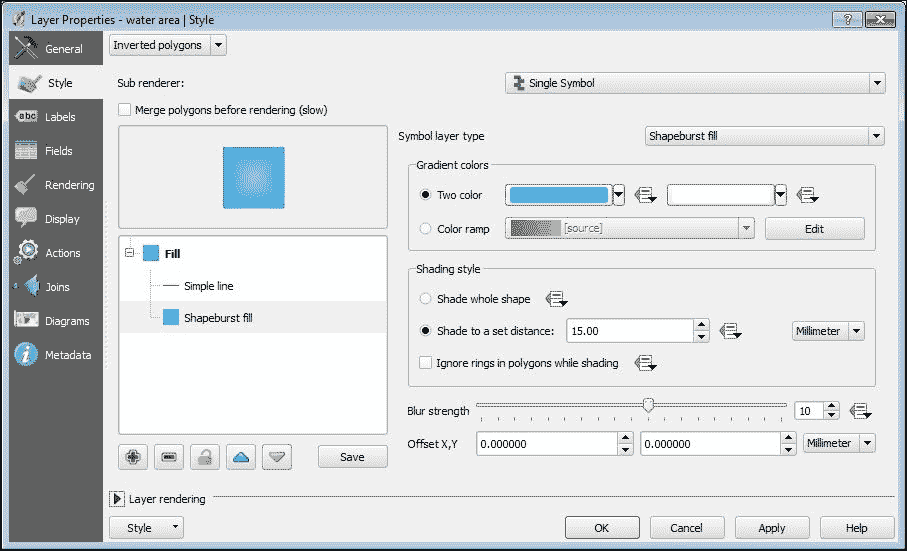 Layer Properties - water area | Style
General
Style
Labels
Fields
Rendering
Display
Actions
Joins
Diagrams
Metadata
Inverted polygons
Sub renderer:
Single Symbol
Merge polygons before rendering (slow)
Symbol layer type
Shapeburst fill
Fill
Simple line
Shapeburst fill
Save
Gradient colors
Two color
Color ramp
[source]
Edit
Shading style
Shade whole shape
Shade to a set distance:
15.00
Millimeter
Ignore rings in polygons while shading
Blur strength
10
Offset X,Y
0.000000
0.000000
Millimeter
Layer rendering
Style
OK
Cancel
Apply
Help
abc
?